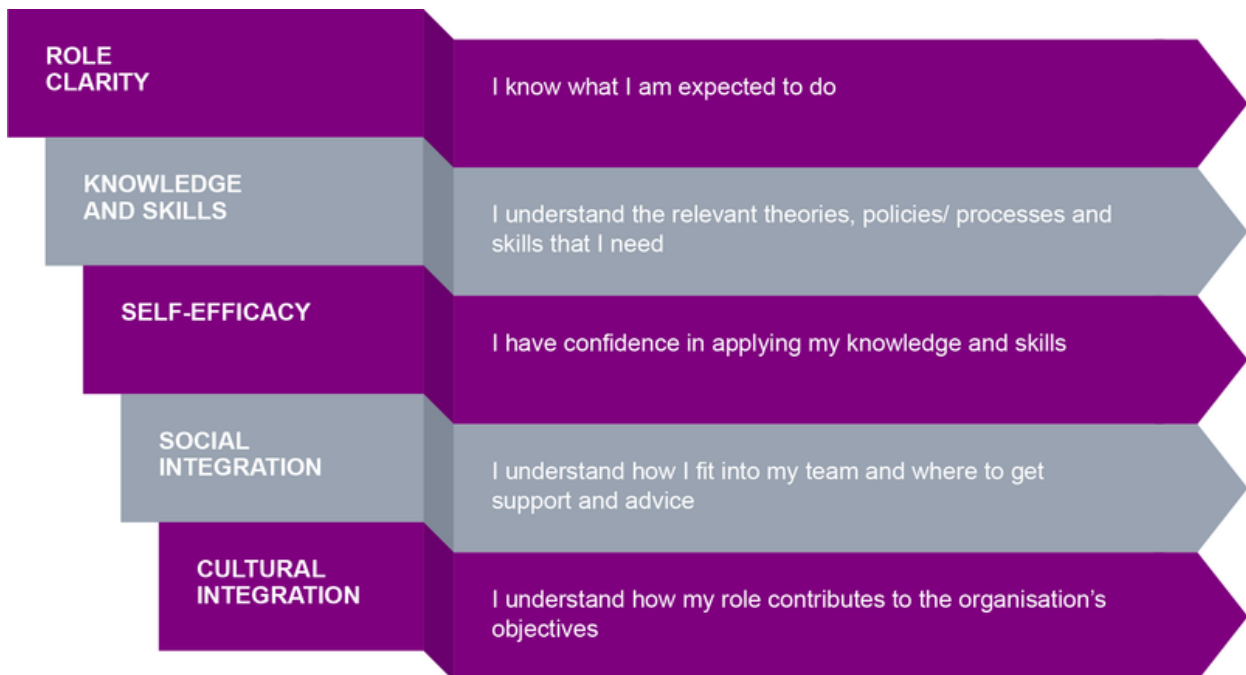 ROLE
CLARITY
I know what I am expected to do
KNOWLEDGE
AND SKILLS
I understand the relevant theories, policies/ processes and
skills that I need
SELF-EFFICACY
I have confidence in applying my knowledge and skills
SOCIAL
INTEGRATION
I understand how I fit into my team and where to get
support and advice
CULTURAL
INTEGRATION
I understand how my role contributes to the organisation’s
objectives